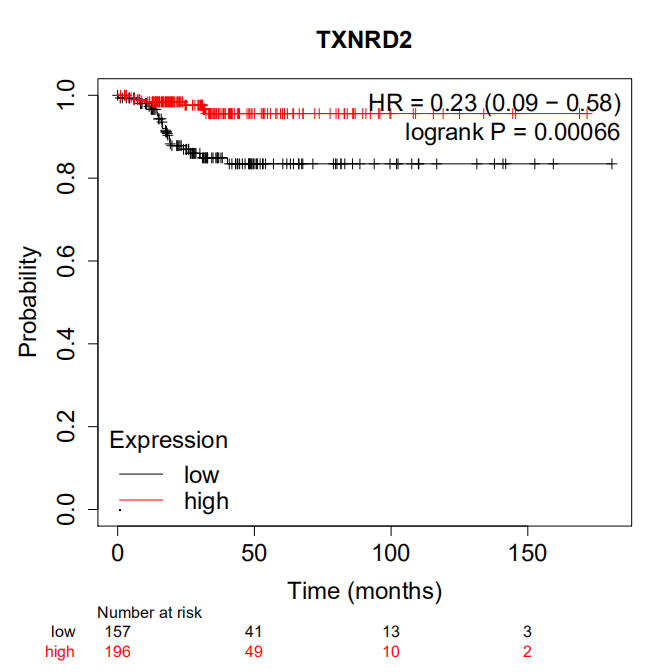 TXNRD2
HR = 0.23 (0.09 − 0.58)
logrank P = 0.00066
Probability
1.0
0.8
0.6
0.4
0.2
0.0
Expression
low
high
0 50 100 150
Time (months)
Number at risk
low 157 41 13 3
high 196 49 10 2